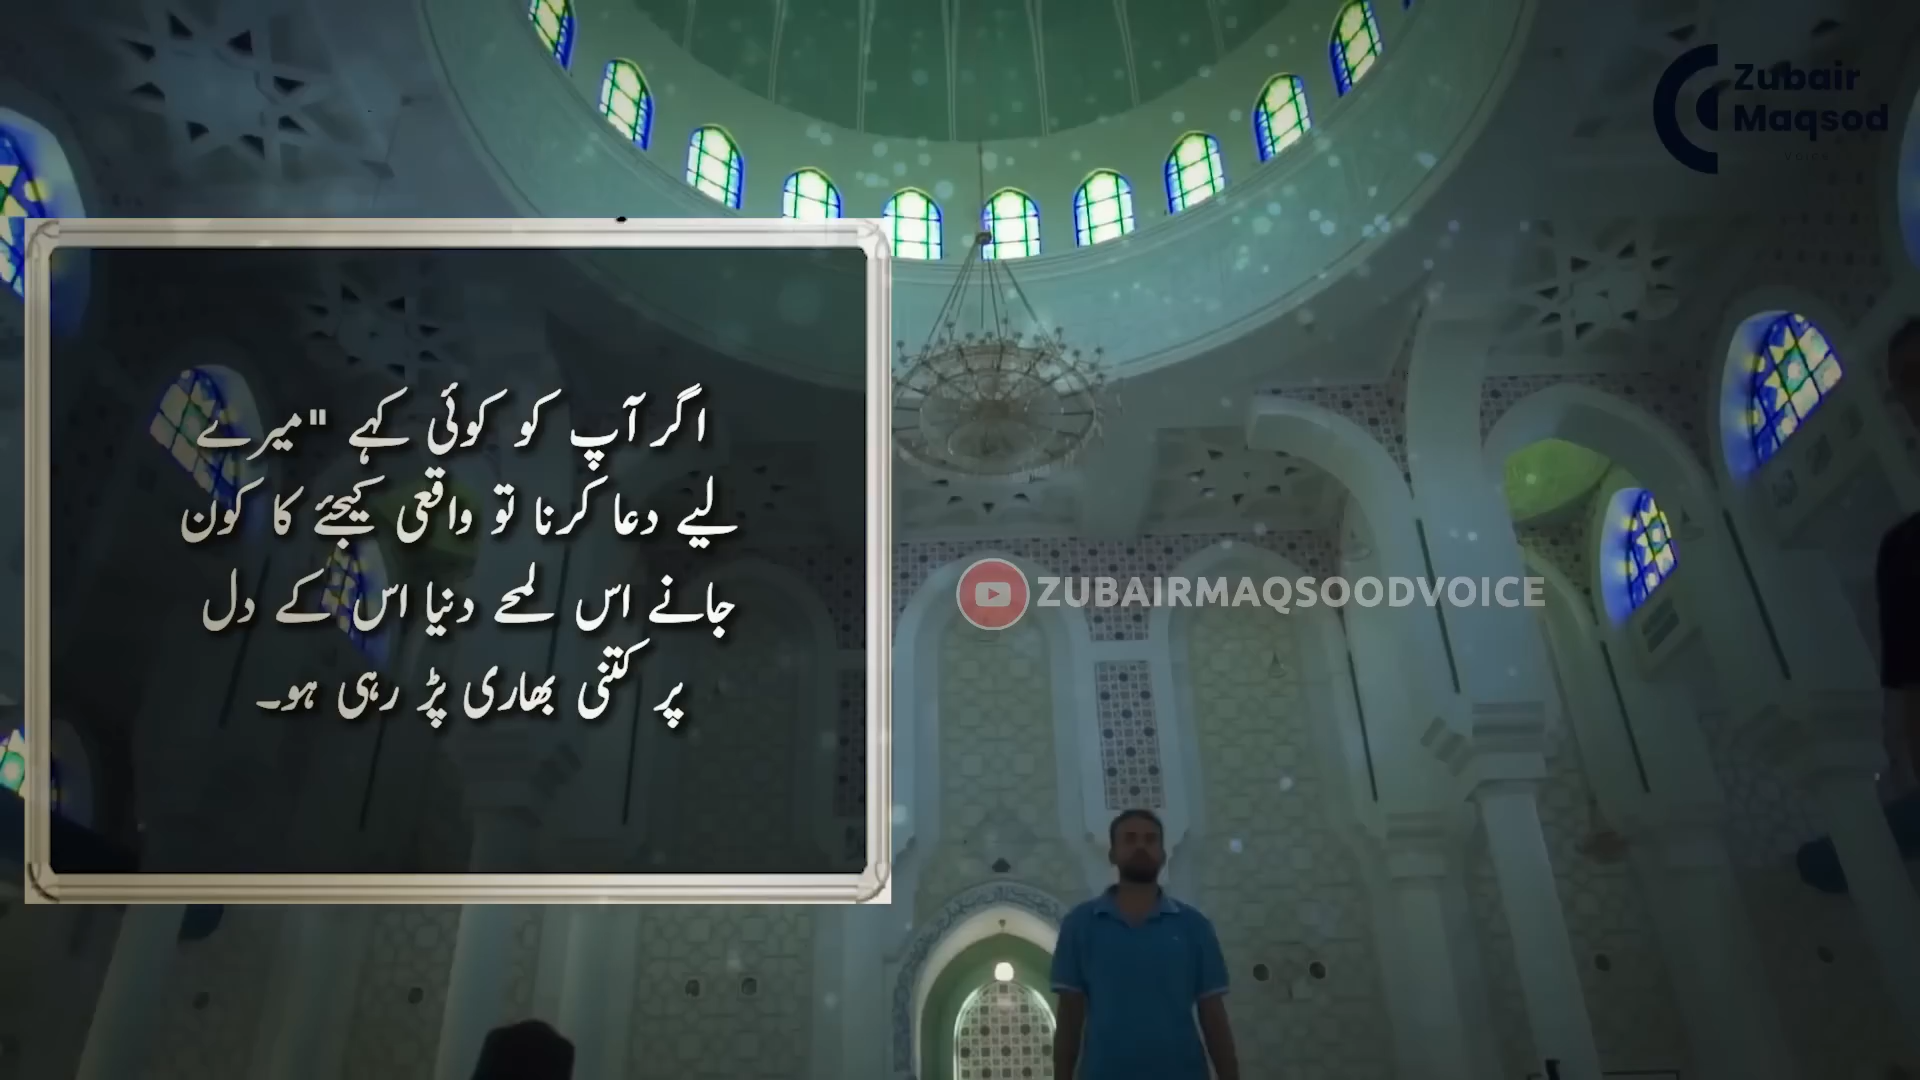 اگر آپ کو کوئی کہے "میرے
لیے دعا کرنا تو واقعی کیجئے کا کون
جانے اس لمحے دنیا اس کے دل
پر کتنی بھاری پڑ رہی ہو۔
Zubair
Maqsod
ZUBAIRMAQSOODVOICE